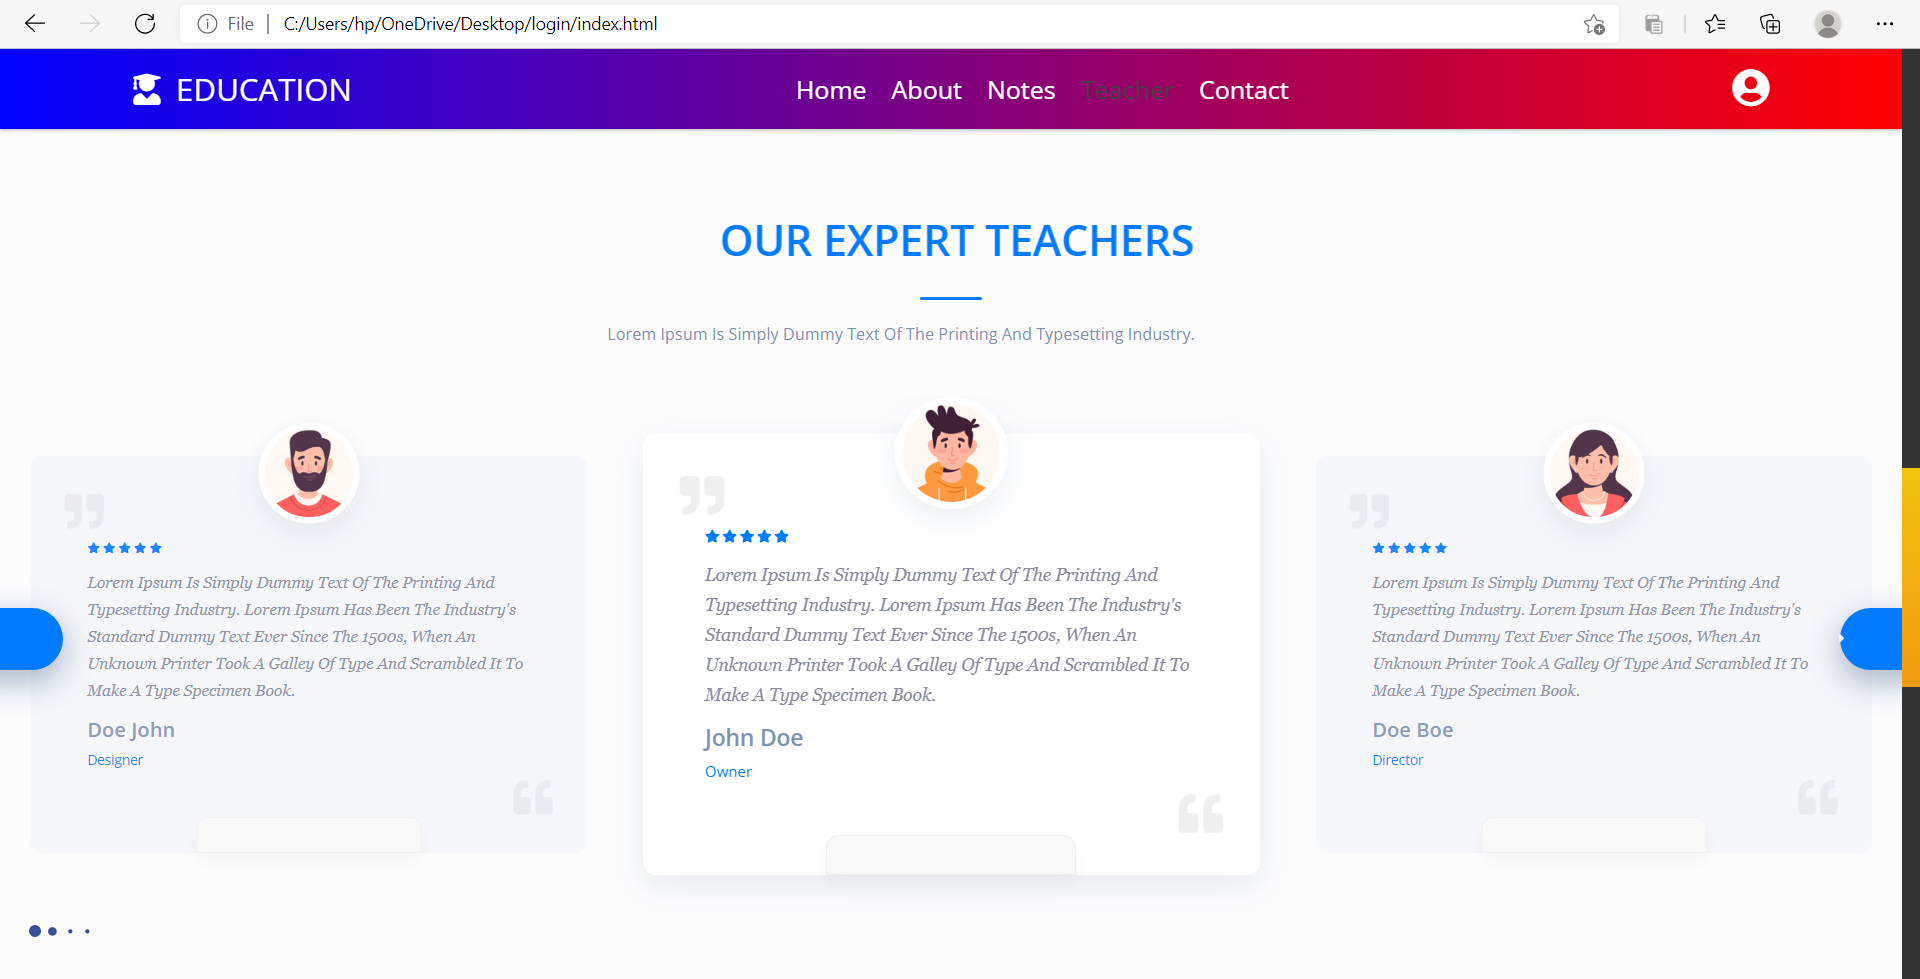 File | C:/Users/hp/OneDrive/Desktop/login/index.html
EDUCATION
Home About Notes Teacher Contact
OUR EXPERT TEACHERS
Lorem Ipsum Is Simply Dummy Text Of The Printing And Typesetting Industry.
Lorem Ipsum Is Simply Dummy Text Of The Printing And
Typesetting Industry. Lorem Ipsum Has Been The Industry's
Standard Dummy Text Ever Since The 1500s, When An
Unknown Printer Took A Galley Of Type And Scrambled It To
Make A Type Specimen Book.
Doe John
Designer
Lorem Ipsum Is Simply Dummy Text Of The Printing And
Typesetting Industry. Lorem Ipsum Has Been The Industry's
Standard Dummy Text Ever Since The 1500s, When An
Unknown Printer Took A Galley Of Type And Scrambled It To
Make A Type Specimen Book.
John Doe
Owner
Lorem Ipsum Is Simply Dummy Text Of The Printing And
Typesetting Industry. Lorem Ipsum Has Been The Industry's
Standard Dummy Text Ever Since The 1500s, When An
Unknown Printer Took A Galley Of Type And Scrambled It To
Make A Type Specimen Book.
Doe Boe
Director